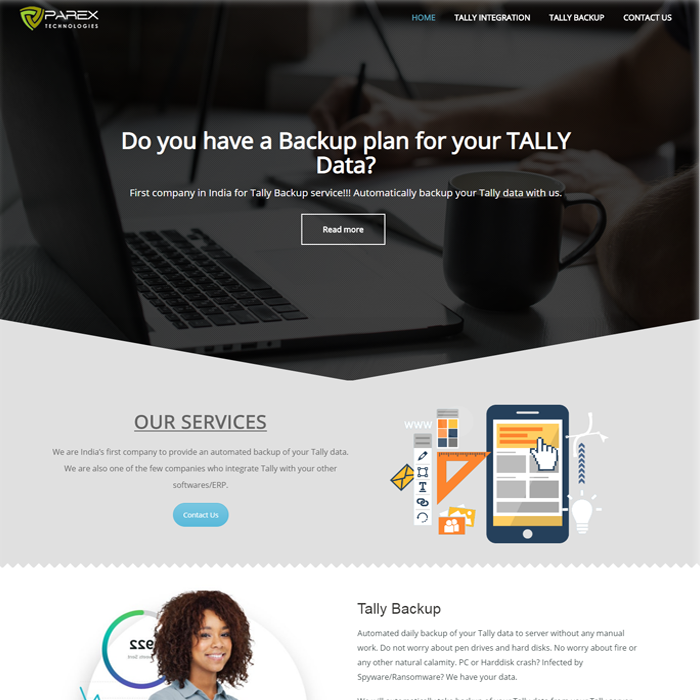 PAREX
TECHNOLOGIES
HOME TALLY INTEGRATION TALLY BACKUP CONTACT US
Do you have a Backup plan for your TALLY
Data?
First company in India for Tally Backup service!!! Automatically backup your Tally data with us.
Read more
OUR SERVICES
We are India's first company to provide an automated backup of your Tally data.
We are also one of the few companies who integrate Tally with your other
softwares/ERP.
Contact Us
WWW
T
Tally Backup
Automated daily backup of your Tally data to server without any manual
work. Do not worry about pen drives and hard disks. No worry about fire or
any other natural calamity. PC or Harddisk crash? Infected by
Spyware/Ransomware? We have your data.